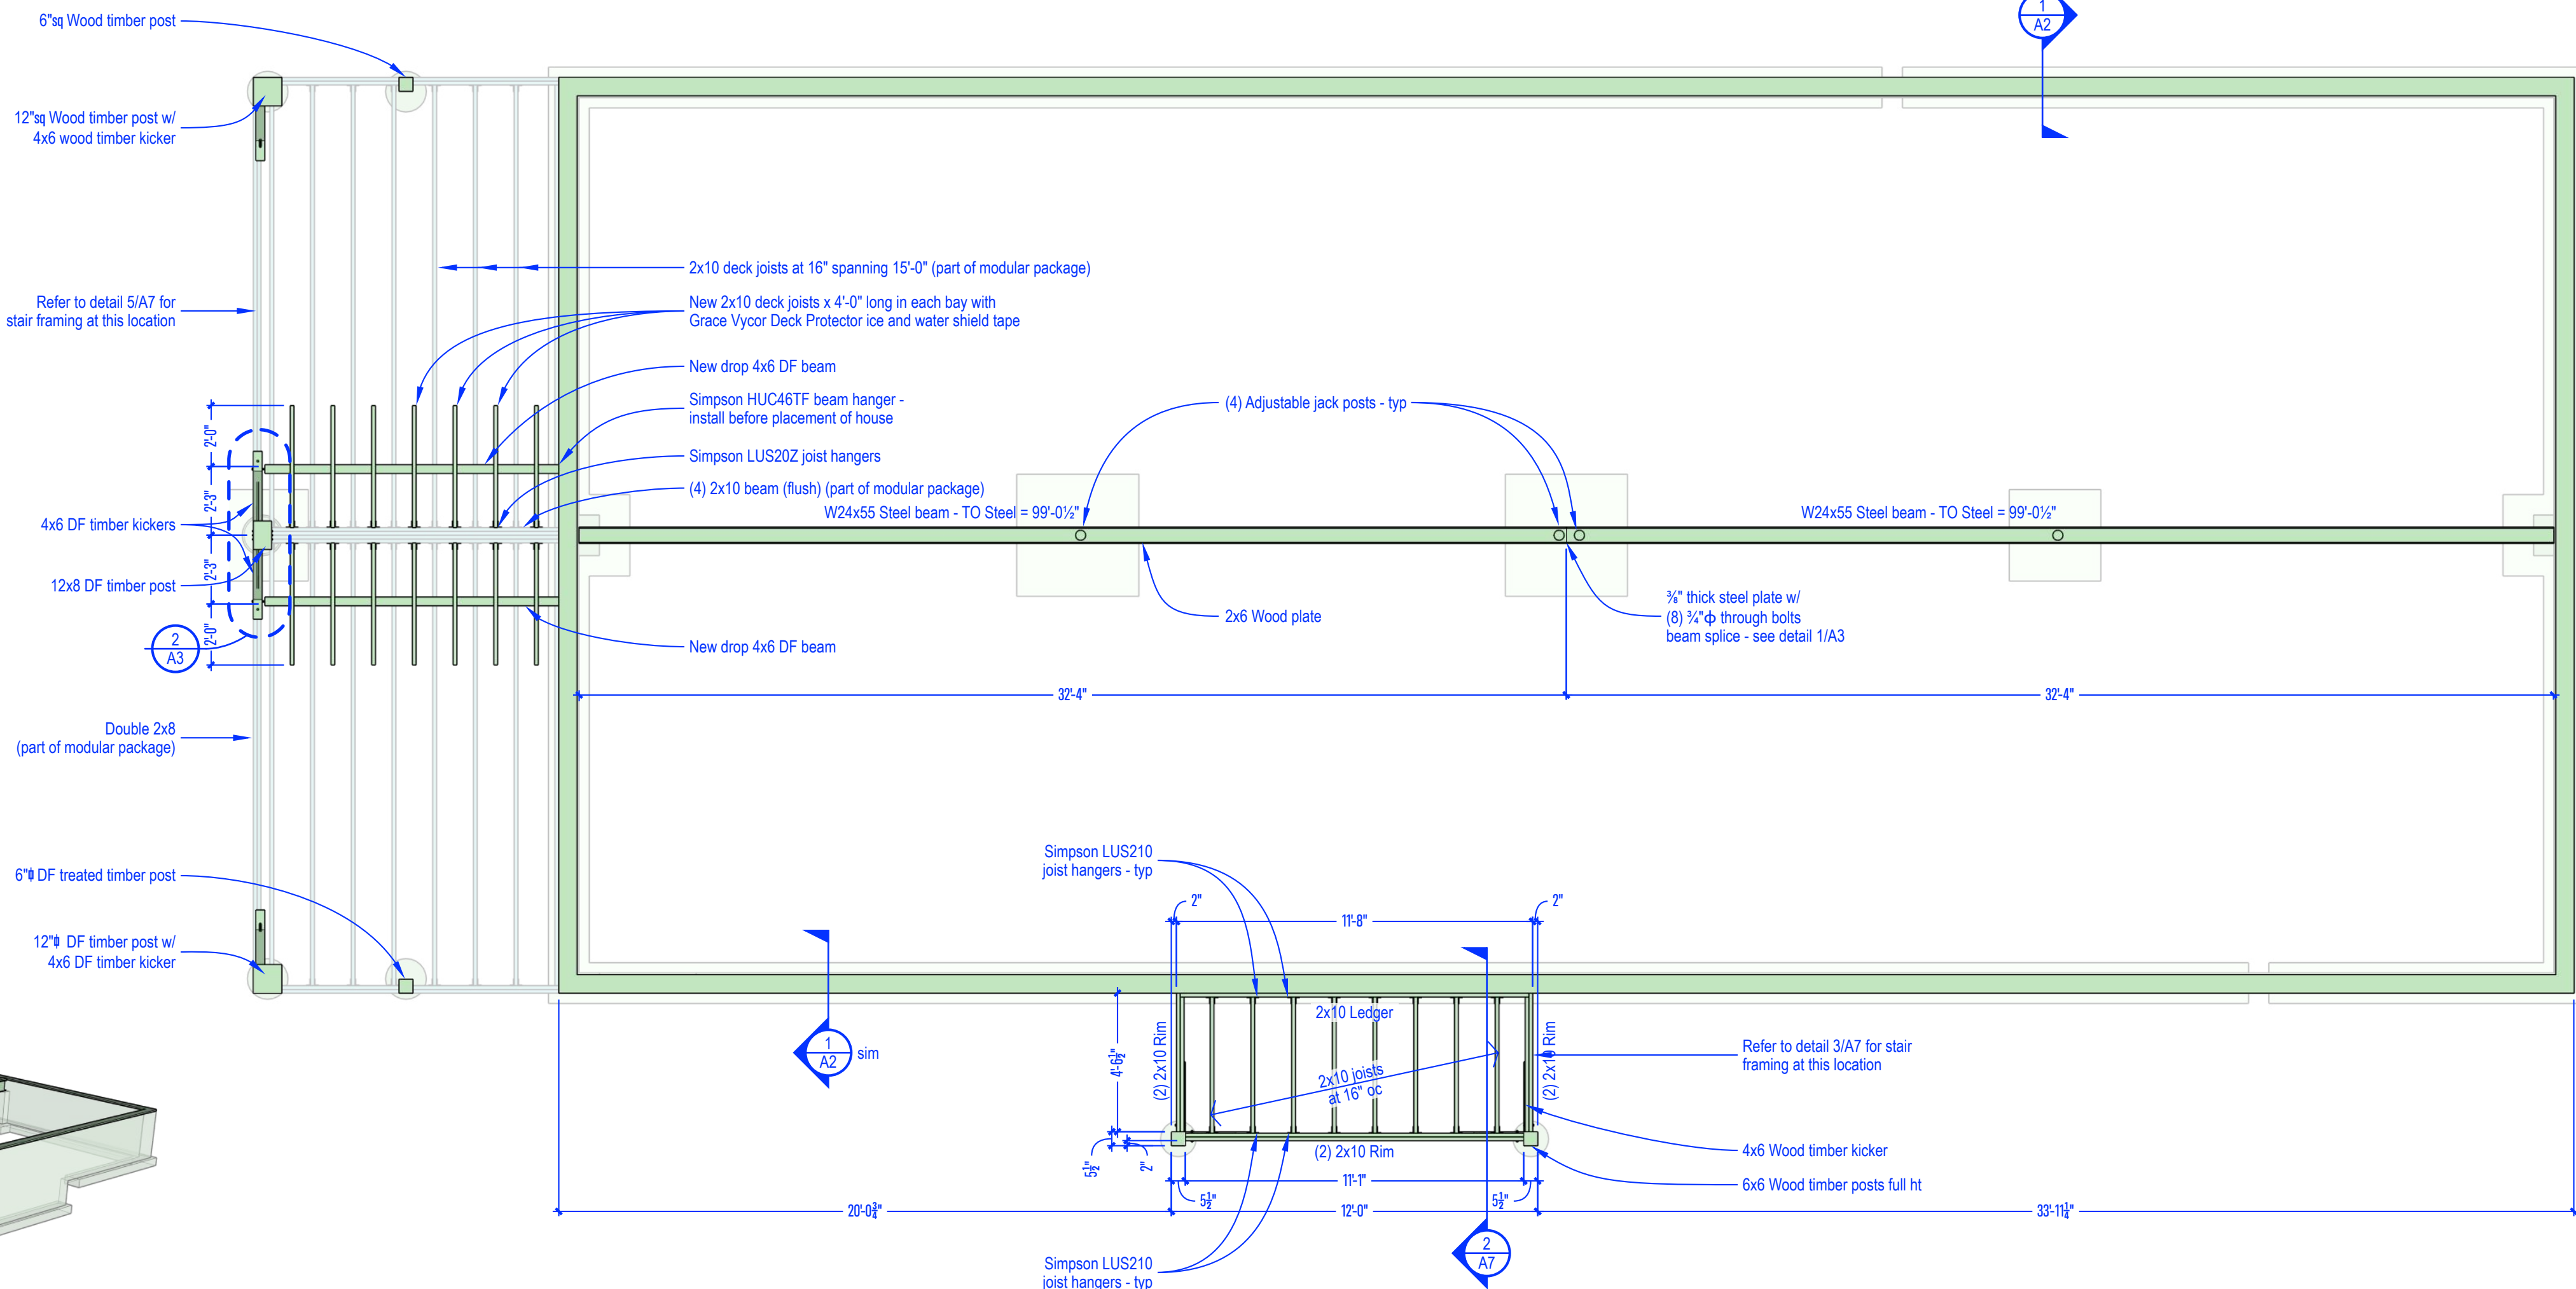 6"sq Wood timber post
1
A2
12"sq Wood timber post w/
4x6 wood timber kicker
2x10 deck joists at 16" spanning 15'-0" (part of modular package)
Refer to detail 5/A7 for
stair framing at this location
New 2x10 deck joists x 4'-0" long in each bay with
Grace Vycor Deck Protector ice and water shield tape
New drop 4x6 DF beam
Simpson HUC46TF beam hanger -
install before placement of house
(4) Adjustable jack posts - typ
2'-0"
Simpson LUS20Z joist hangers
2'-3"
(4) 2x10 beam (flush) (part of modular package)
W24x55 Steel beam - TO Steel = 99'-0½"
W24x55 Steel beam - TO Steel = 99'-0½"
4x6 DF timber kickers
2'-3"
12x8 DF timber post
⅜" thick steel plate w/
(8) ¾"ф through bolts
beam splice - see detail 1/A3
2x6 Wood plate
2'-0"
2
A3
New drop 4x6 DF beam
32'-4"
32'-4"
Double 2x8
(part of modular package)
Simpson LUS210
joist hangers - typ
6"ф DF treated timber post
2"
2"
11'-8"
12"ф DF timber post w/
4x6 DF timber kicker
2x10 Ledger
1
A2
sim
4'-6½"
(2) 2x10 Rim
(2) 2x10 Rim
Refer to detail 3/A7 for stair
framing at this location
2x10 joists
at 16" oc
5½"
2"
(2) 2x10 Rim
4x6 Wood timber kicker
11'-1"
6x6 Wood timber posts full ht
5½"
5½"
20'-0¾"
12'-0"
33'-11¼"
2
A7
Simpson LUS210
joist hangers - typ